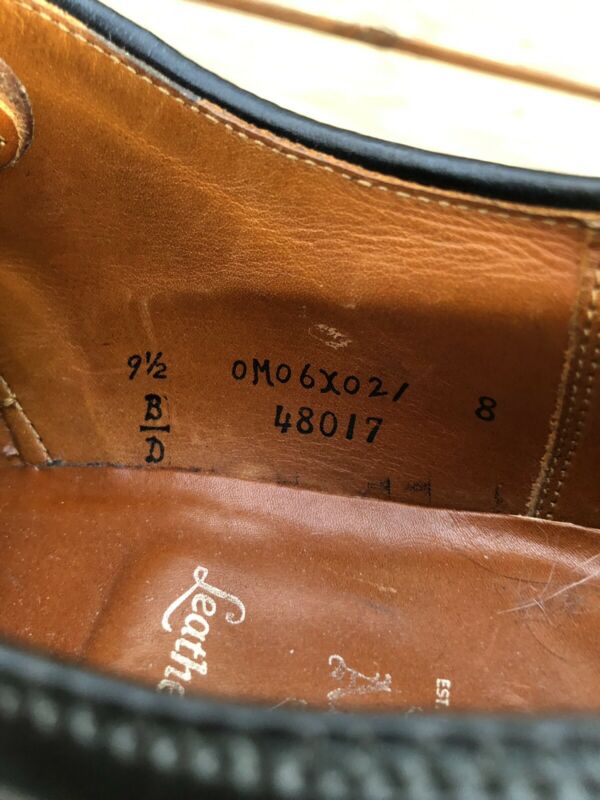 9½ 0M06X02/ 8
B 48017
D
Leathe
A
EST.